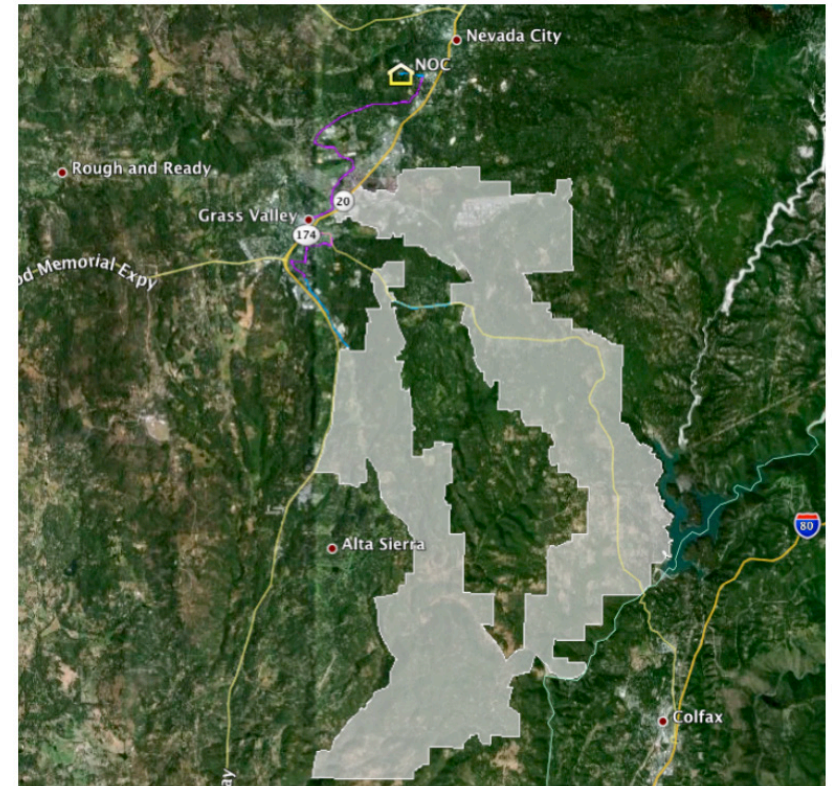 Nevada City
NOC
Rough and Ready
20
Grass Valley
174
od Memorial Expy
80
Alta Sierra
Colfax
ay